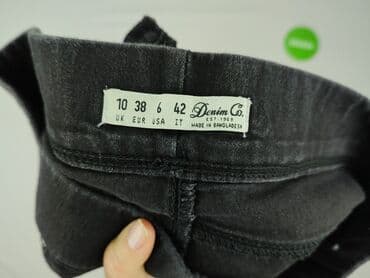 10 38 6 42 Denim Co.
UK EUR USA IT EST. 1969
MADE IN BANGLADESH